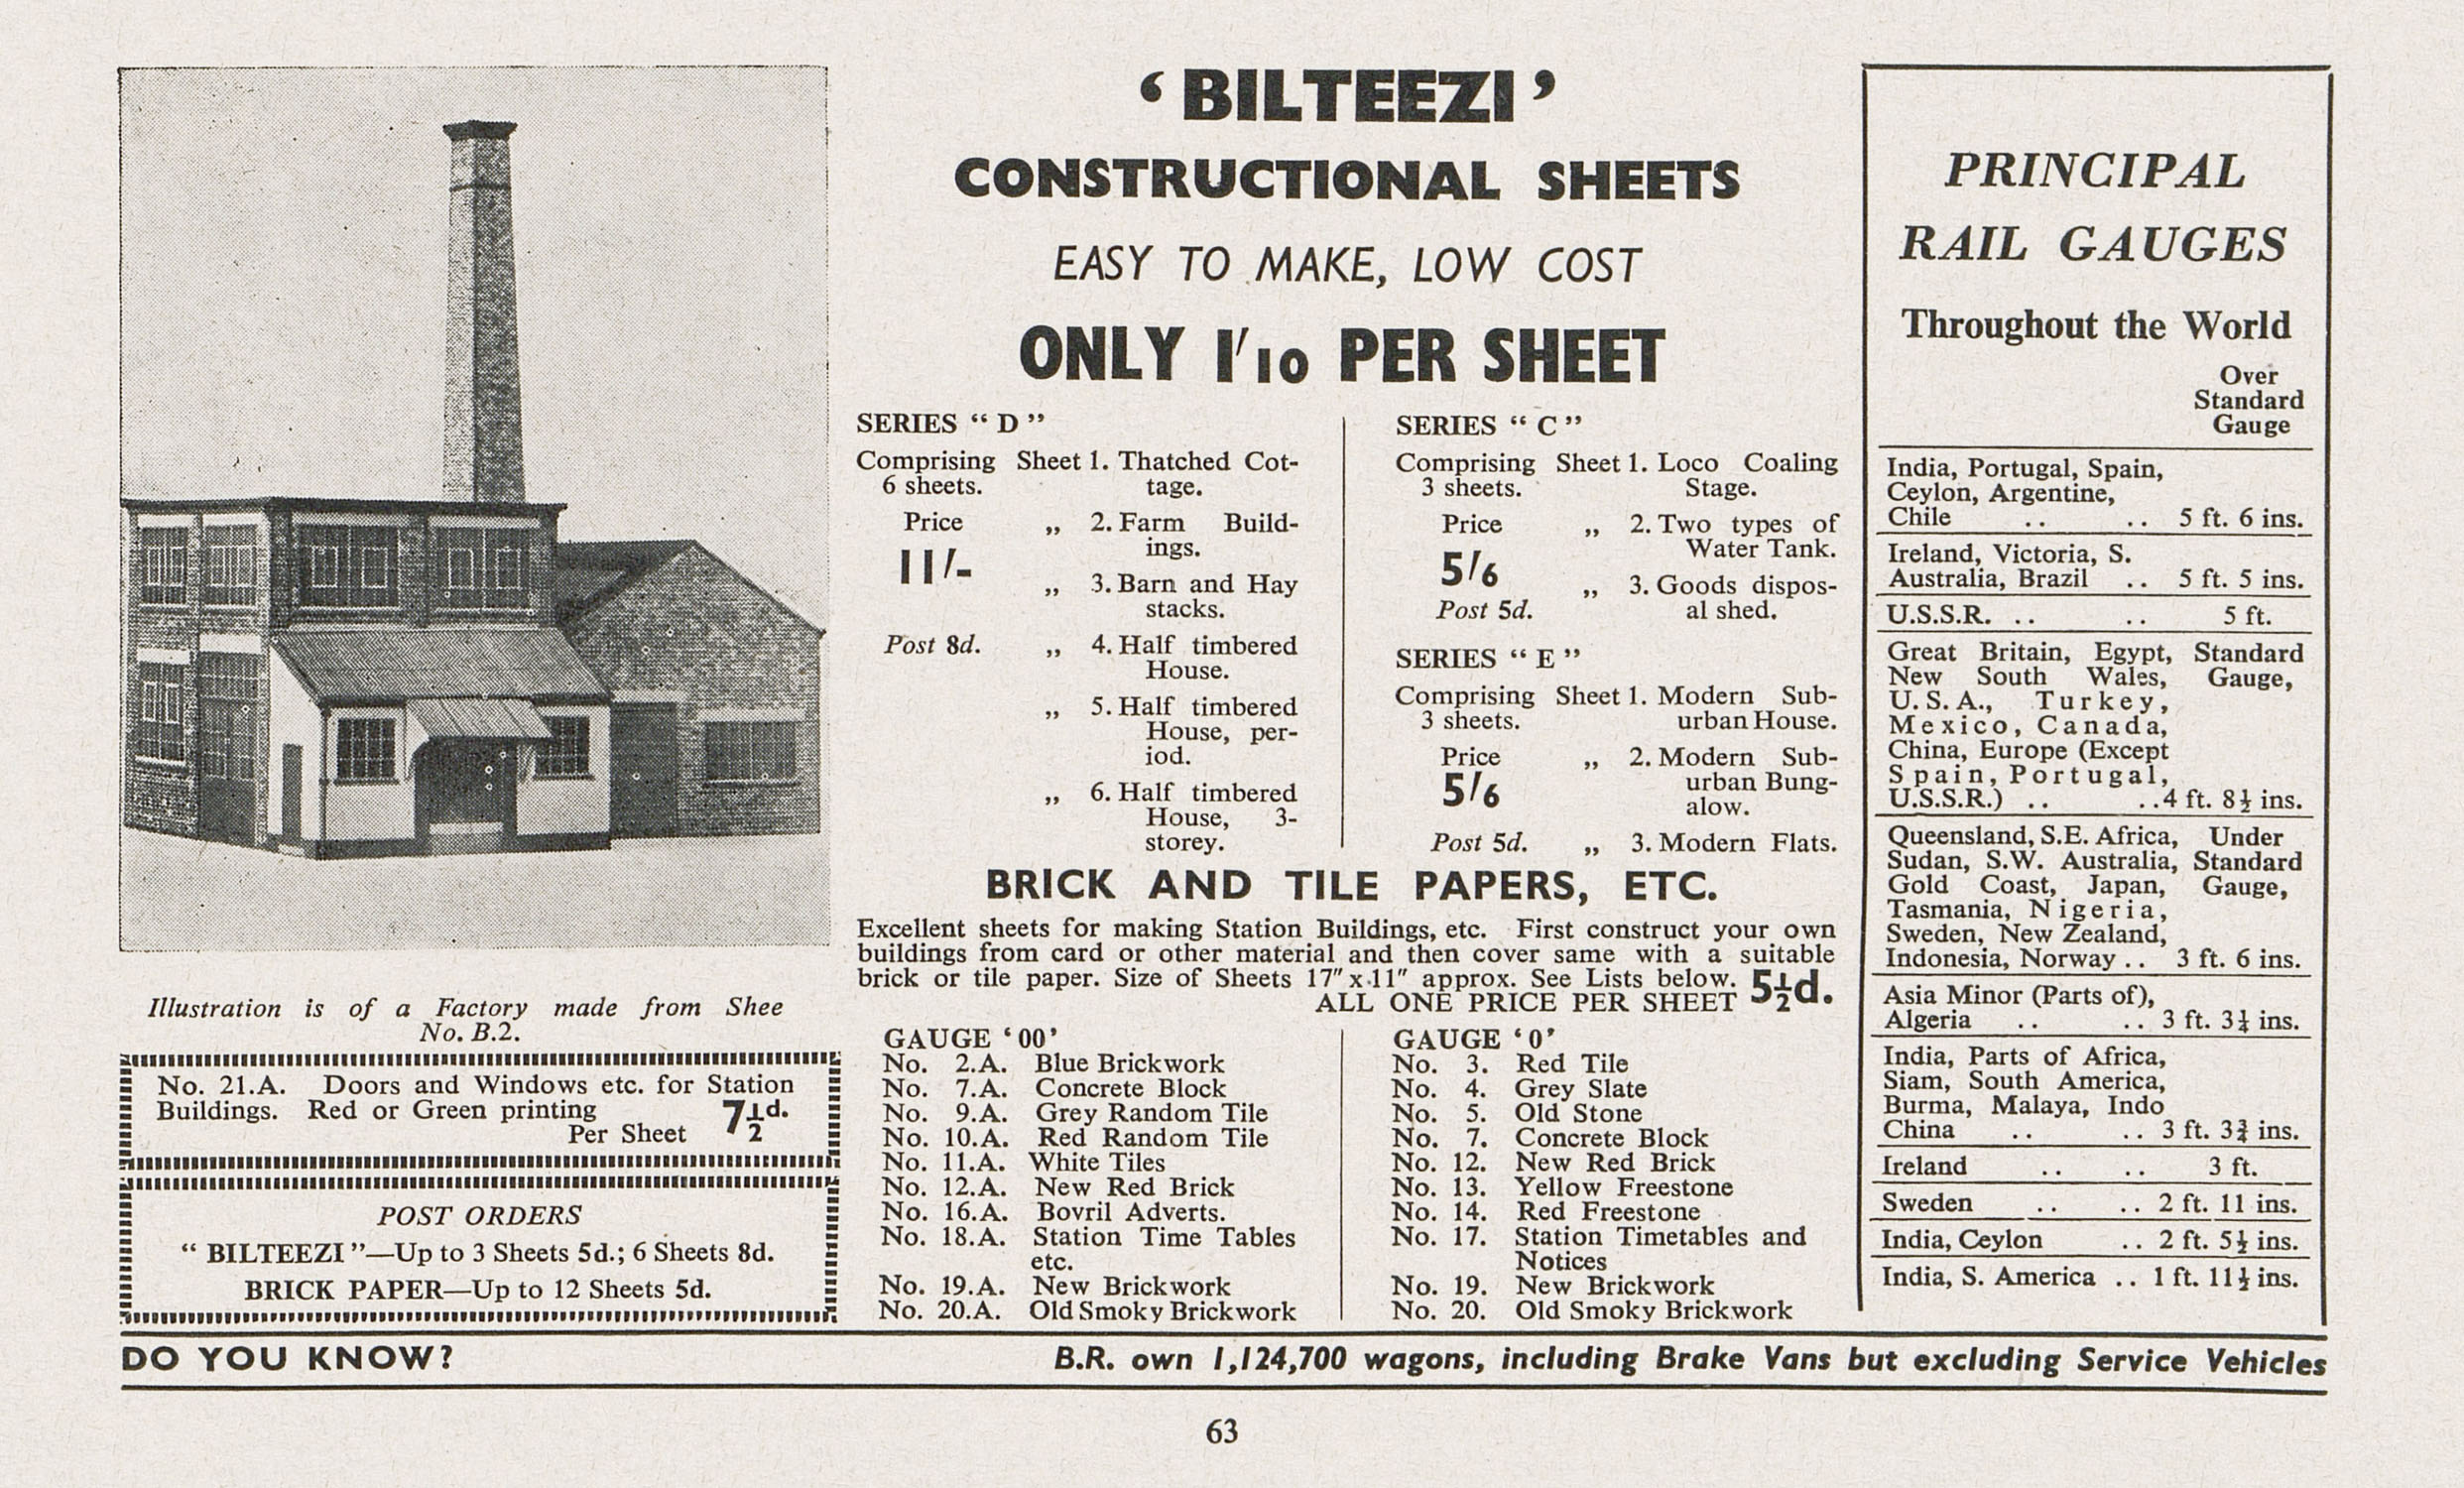 ‘ BILTEEZI ’
CONSTRUCTIONAL SHEETS
EASY TO MAKE, LOW COST
ONLY 1′10 PER SHEET
SERIES “ D ”
Comprising Sheet 1. Thatched Cot-
6 sheets. tage.
Price ,, 2. Farm Build-
ings.
11/-
,, 3. Barn and Hay
stacks.
Post 8d. ,, 4. Half timbered
House.
,, 5. Half timbered
House, per-
iod.
,, 6. Half timbered
House, 3-
storey.
SERIES “ C ”
Comprising Sheet 1. Loco Coaling
3 sheets. Stage.
Price ,, 2. Two types of
Water Tank.
5/6
,, 3. Goods dispos-
Post 5d. al shed.
SERIES “ E ”
Comprising Sheet 1. Modern Sub-
3 sheets. urban House.
Price ,, 2. Modern Sub-
urban Bung-
5/6
alow.
Post 5d. ,, 3. Modern Flats.
BRICK AND TILE PAPERS, ETC.
Excellent sheets for making Station Buildings, etc. First construct your own
buildings from card or other material and then cover same with a suitable
brick or tile paper. Size of Sheets 17″ x 11″ approx. See Lists below.
ALL ONE PRICE PER SHEET 5½d.
GAUGE ‘00’
No. 2.A. Blue Brickwork
No. 7.A. Concrete Block
No. 9.A. Grey Random Tile
No. 10.A. Red Random Tile
No. 11.A. White Tiles
No. 12.A. New Red Brick
No. 16.A. Bovril Adverts.
No. 18.A. Station Time Tables
etc.
No. 19.A. New Brickwork
No. 20.A. Old Smoky Brickwork
GAUGE ‘0’
No. 3. Red Tile
No. 4. Grey Slate
No. 5. Old Stone
No. 7. Concrete Block
No. 12. New Red Brick
No. 13. Yellow Freestone
No. 14. Red Freestone
No. 17. Station Timetables and
Notices
No. 19. New Brickwork
No. 20. Old Smoky Brickwork
Illustration is of a Factory made from Shee
No. B.2.
No. 21.A. Doors and Windows etc. for Station
Buildings. Red or Green printing
Per Sheet 7½d.
POST ORDERS
“ BILTEEZI ”—Up to 3 Sheets 5d.; 6 Sheets 8d.
BRICK PAPER—Up to 12 Sheets 5d.
PRINCIPAL
RAIL GAUGES
Throughout the World
Over
Standard
Gauge
India, Portugal, Spain,
Ceylon, Argentine,
Chile .. .. 5 ft. 6 ins.
Ireland, Victoria, S.
Australia, Brazil .. 5 ft. 5 ins.
U.S.S.R. .. .. 5 ft.
Great Britain, Egypt, Standard
New South Wales, Gauge,
U.S.A., Turkey,
Mexico, Canada,
China, Europe (Except
Spain, Portugal,
U.S.S.R.) .. ..4 ft. 8½ ins.
Queensland, S.E. Africa, Under
Sudan, S.W. Australia, Standard
Gold Coast, Japan, Gauge,
Tasmania, Nigeria,
Sweden, New Zealand,
Indonesia, Norway .. 3 ft. 6 ins.
Asia Minor (Parts of),
Algeria .. .. 3 ft. 3¼ ins.
India, Parts of Africa,
Siam, South America,
Burma, Malaya, Indo
China .. .. 3 ft. 3¾ ins.
Ireland .. .. 3 ft.
Sweden .. .. 2 ft. 11 ins.
India, Ceylon .. 2 ft. 5½ ins.
India, S. America .. 1 ft. 11½ ins.
DO YOU KNOW? B.R. own 1,124,700 wagons, including Brake Vans but excluding Service Vehicles
63